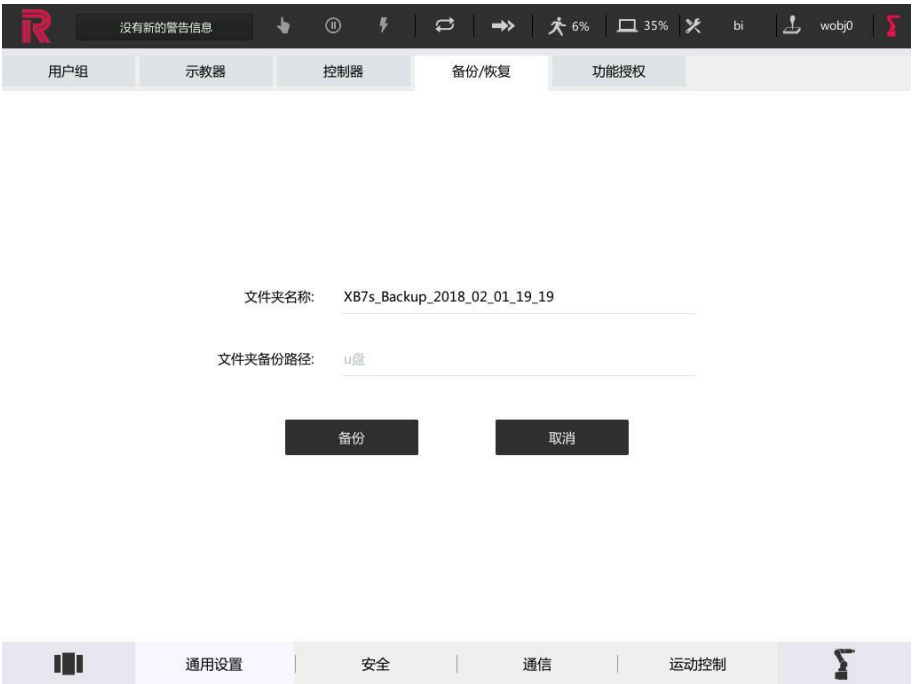 没有新的警告信息 6% 35% bi wobj0
用户组 示教器 控制器 备份/恢复 功能授权
文件夹名称: XB7s_Backup_2018_02_01_19_19
文件夹备份路径: u盘
备份 取消
通用设置 安全 通信 运动控制